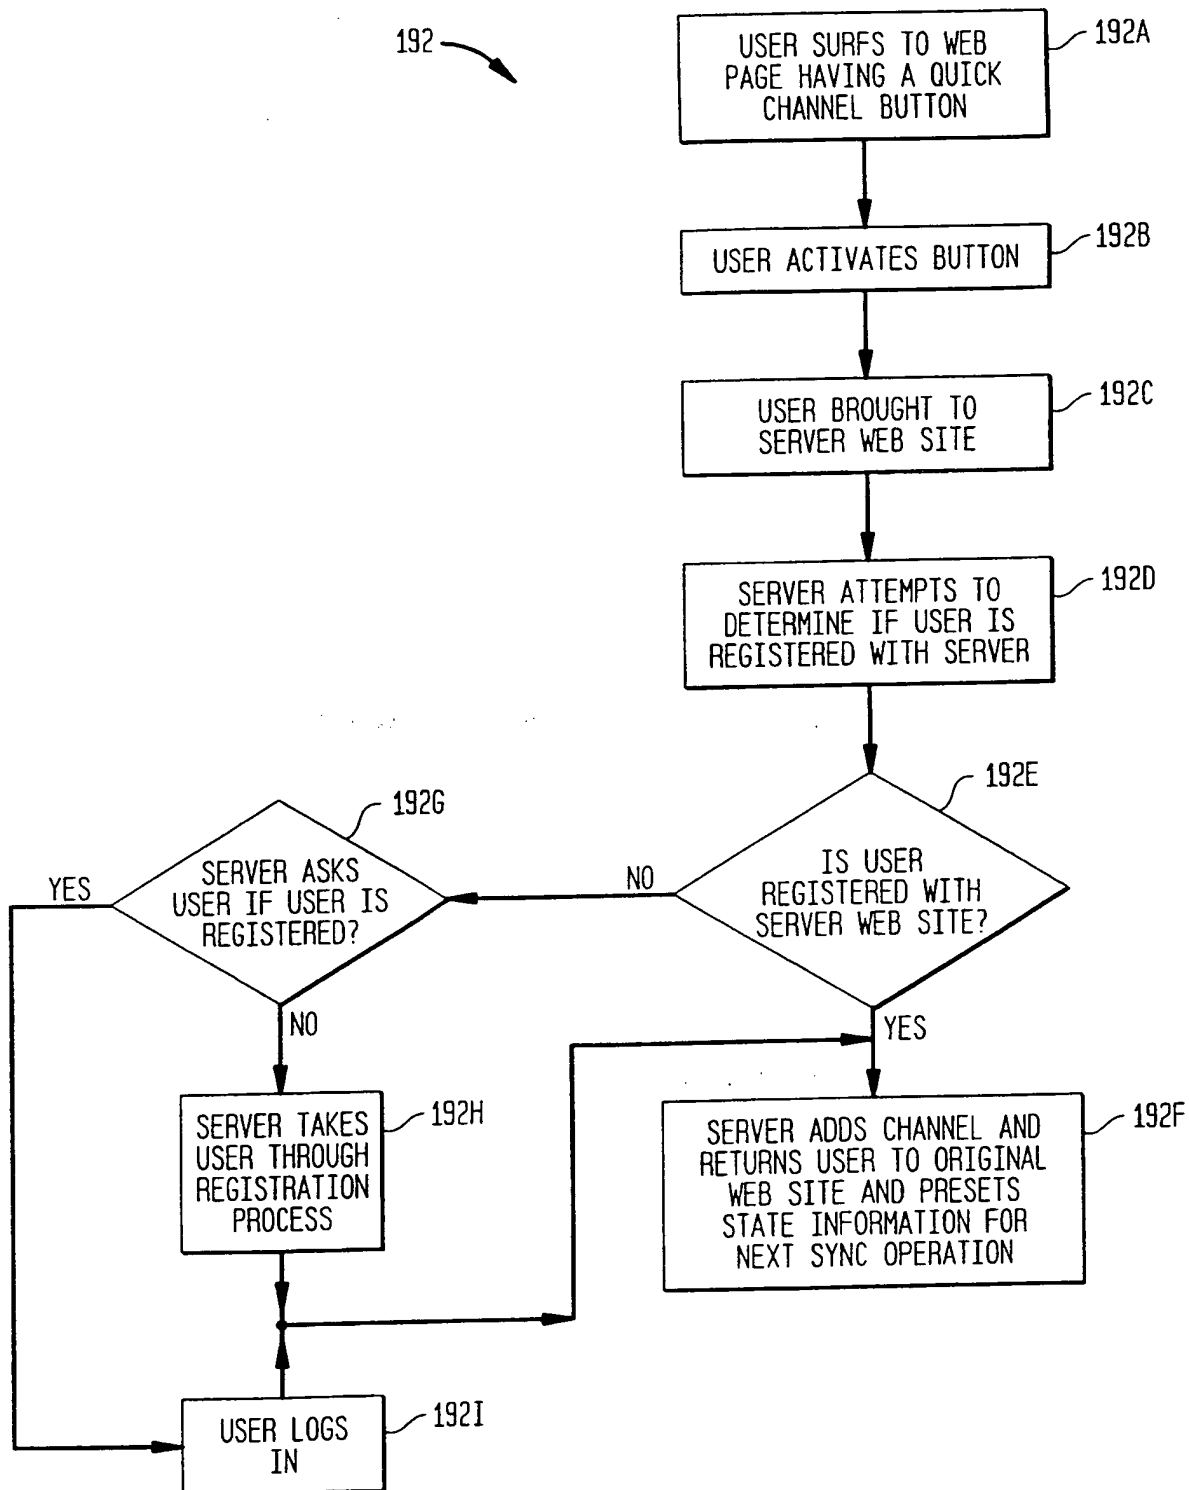 192
USER SURFS TO WEB
PAGE HAVING A QUICK
CHANNEL BUTTON
192A
USER ACTIVATES BUTTON
192B
USER BROUGHT TO
SERVER WEB SITE
192C
SERVER ATTEMPTS TO
DETERMINE IF USER IS
REGISTERED WITH SERVER
192D
IS USER
REGISTERED WITH
SERVER WEB SITE?
192E
NO
YES
SERVER ASKS
USER IF USER IS
REGISTERED?
192G
YES
NO
SERVER TAKES
USER THROUGH
REGISTRATION
PROCESS
192H
SERVER ADDS CHANNEL AND
RETURNS USER TO ORIGINAL
WEB SITE AND PRESETS
STATE INFORMATION FOR
NEXT SYNC OPERATION
192F
USER LOGS
IN
192I